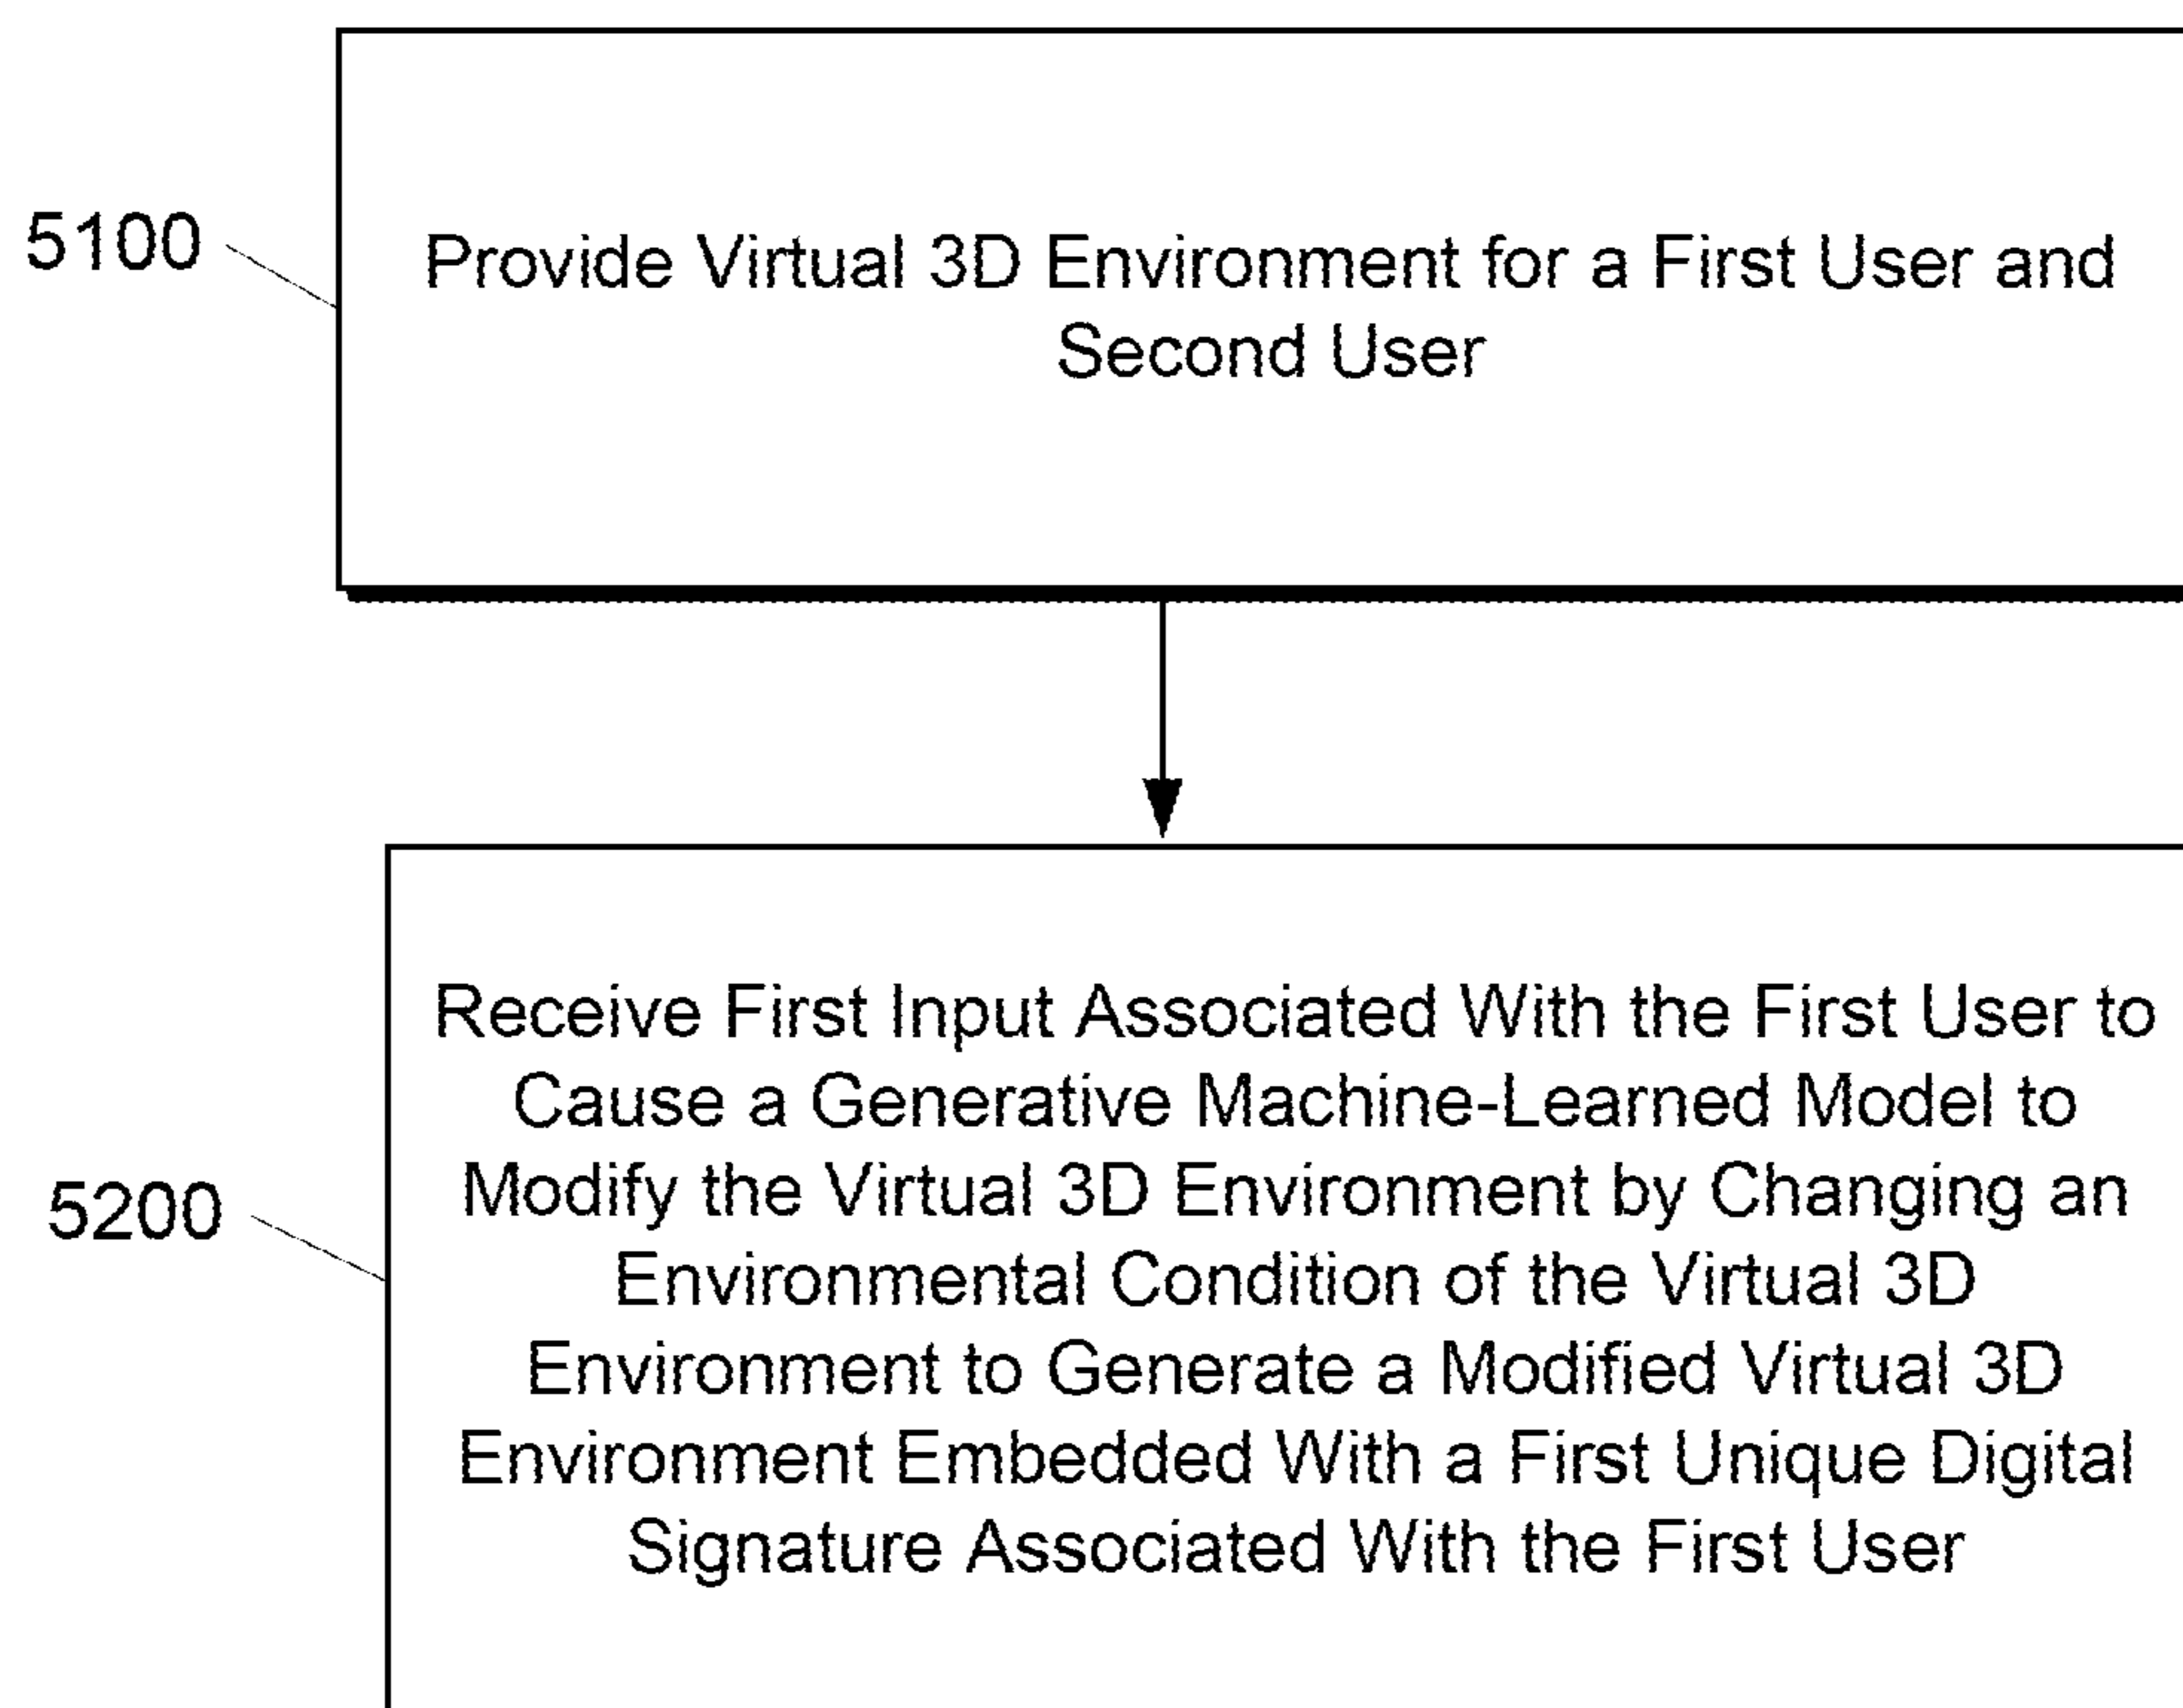 5100
Provide Virtual 3D Environment for a First User and
Second User
Receive First Input Associated With the First User to
Cause a Generative Machine-Learned Model to
Modify the Virtual 3D Environment by Changing an
5200
Environmental Condition of the Virtual 3D
Environment to Generate a Modified Virtual 3D
Environment Embedded With a First Unique Digital
Signature Associated With the First User